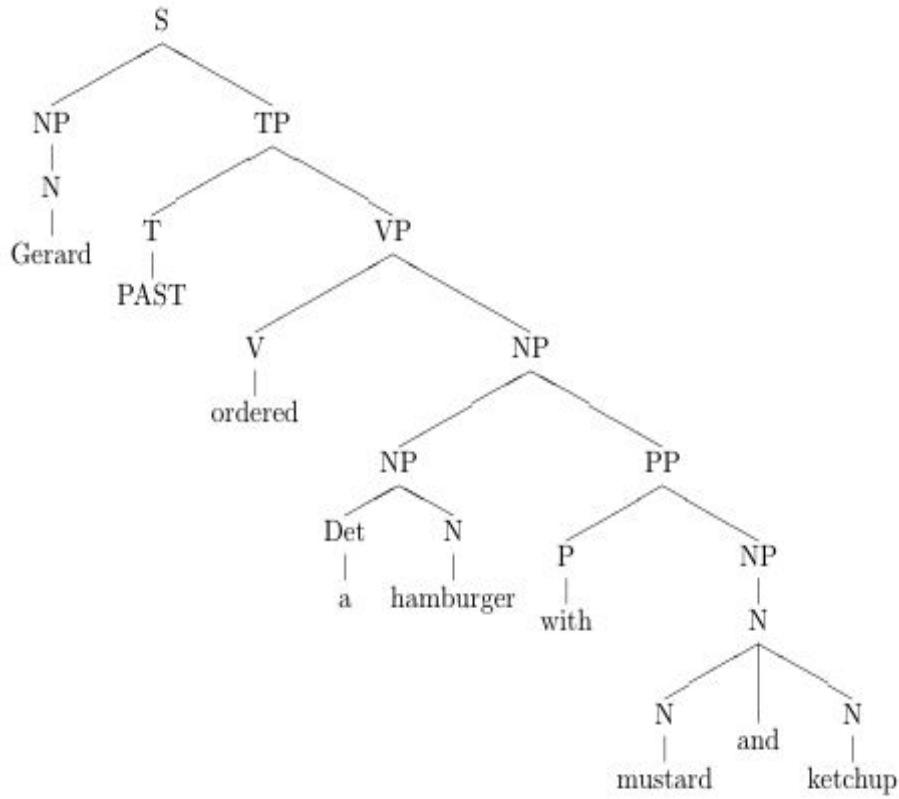 S
NP TP
N
T VP
Gerard
PAST
V NP
ordered
NP PP
Det N
P NP
a hamburger
with
N
N and N
mustard ketchup